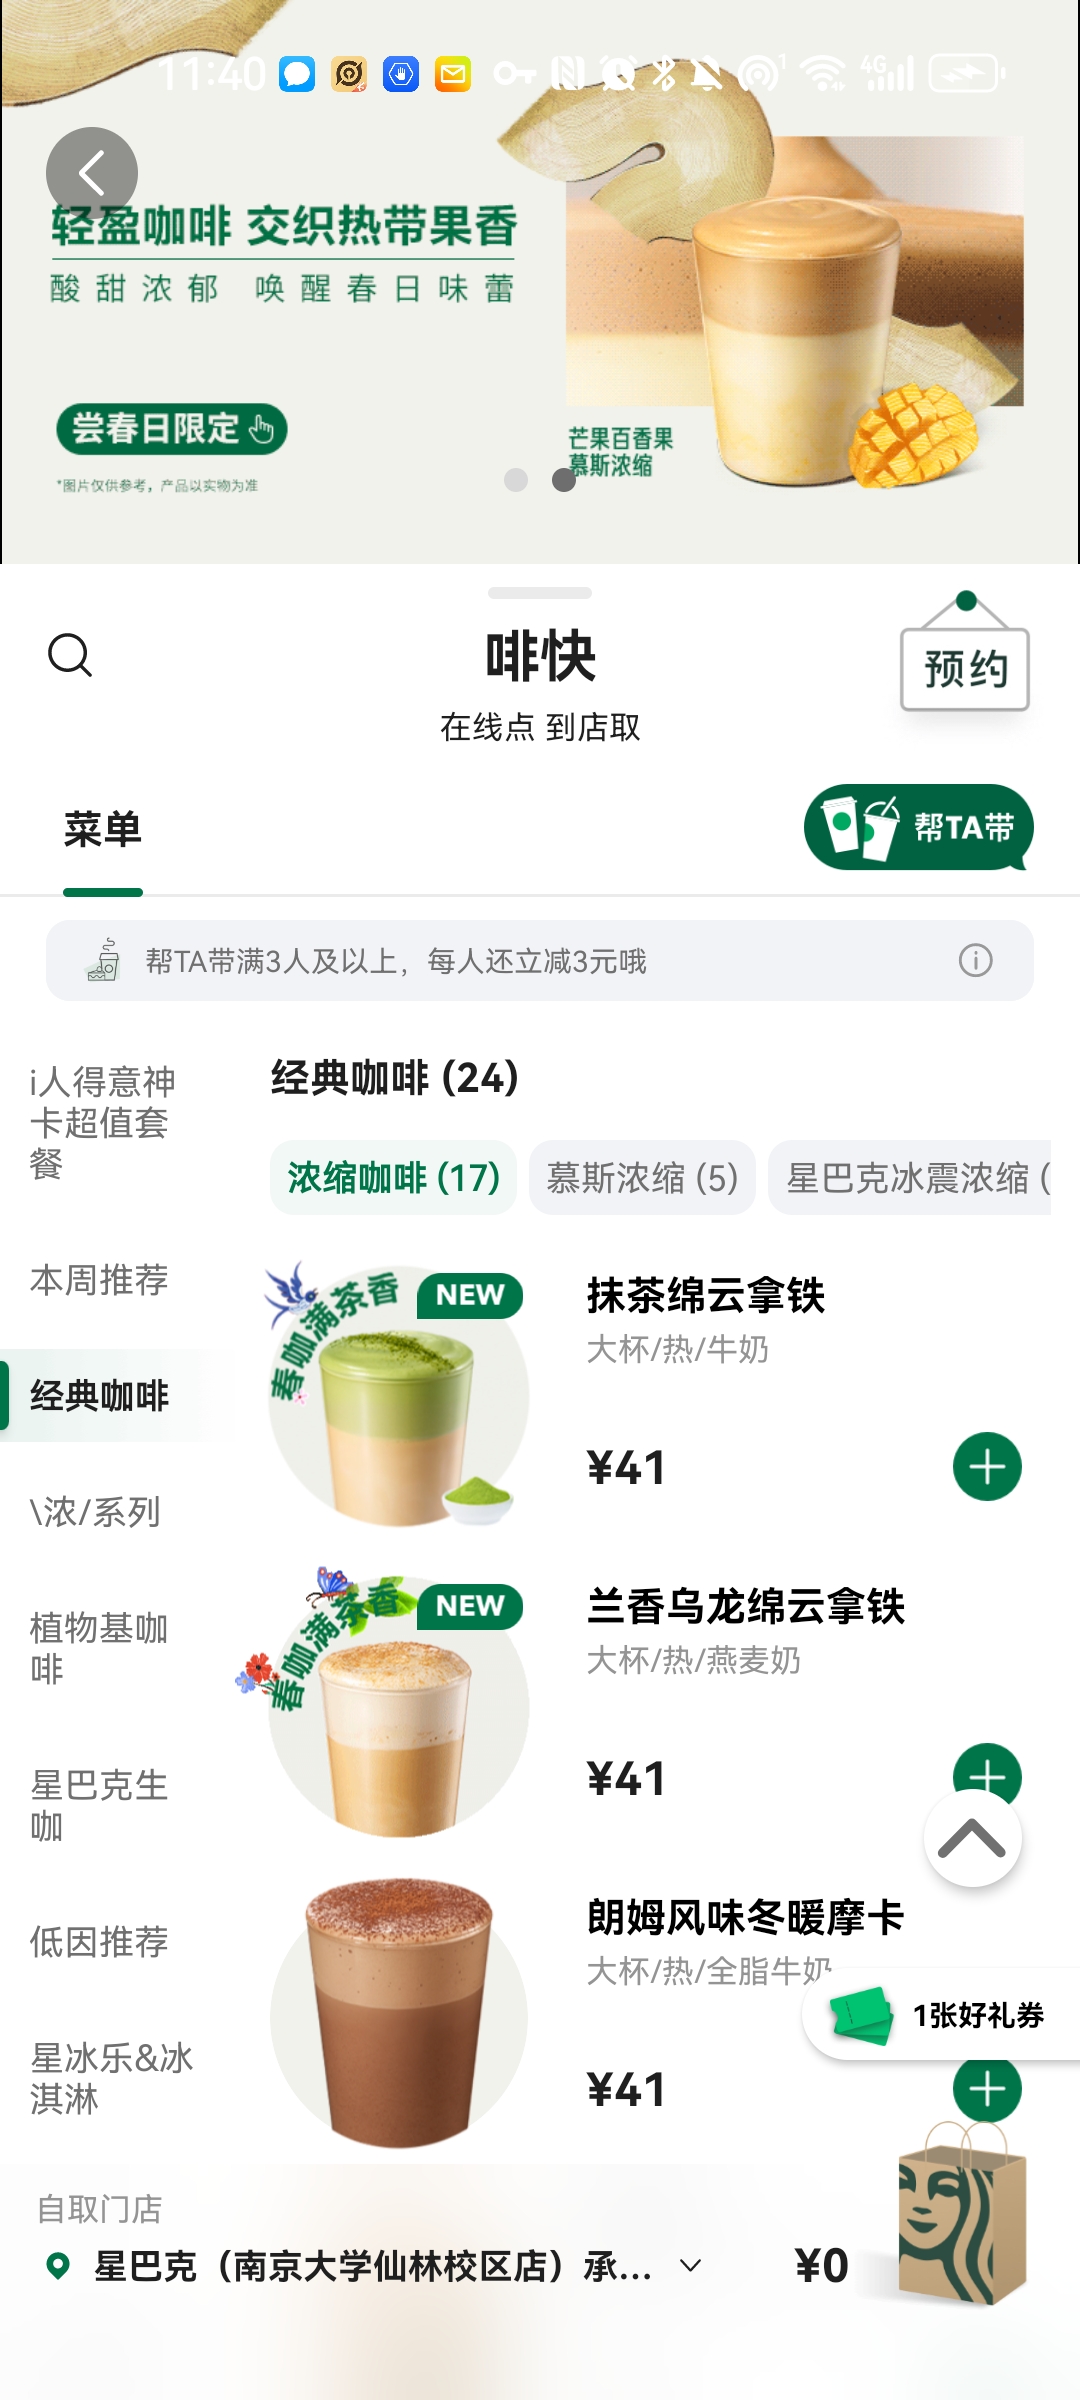 11:40
4G
1
轻盈咖啡 交织热带果香
酸甜浓郁 唤醒春日味蕾
尝春日限定
*图片仅供参考，产品以实物为准
芒果百香果
慕斯浓缩
啡快
在线点 到店取
预约
菜单
帮TA带
帮TA带满3人及以上，每人还立减3元哦
i人得意神
卡超值套
餐
本周推荐
经典咖啡
\浓/系列
植物基咖
啡
星巴克生
咖
低因推荐
星冰乐&冰
淇淋
经典咖啡 (24)
浓缩咖啡 (17)
慕斯浓缩 (5)
星巴克冰震浓缩 (
春咖满茶香
NEW
抹茶绵云拿铁
大杯/热/牛奶
¥41
春咖满茶香
NEW
兰香乌龙绵云拿铁
大杯/热/燕麦奶
¥41
朗姆风味冬暖摩卡
大杯/热/全脂牛奶
¥41
1张好礼券
自取门店
星巴克（南京大学仙林校区店）承...
¥0